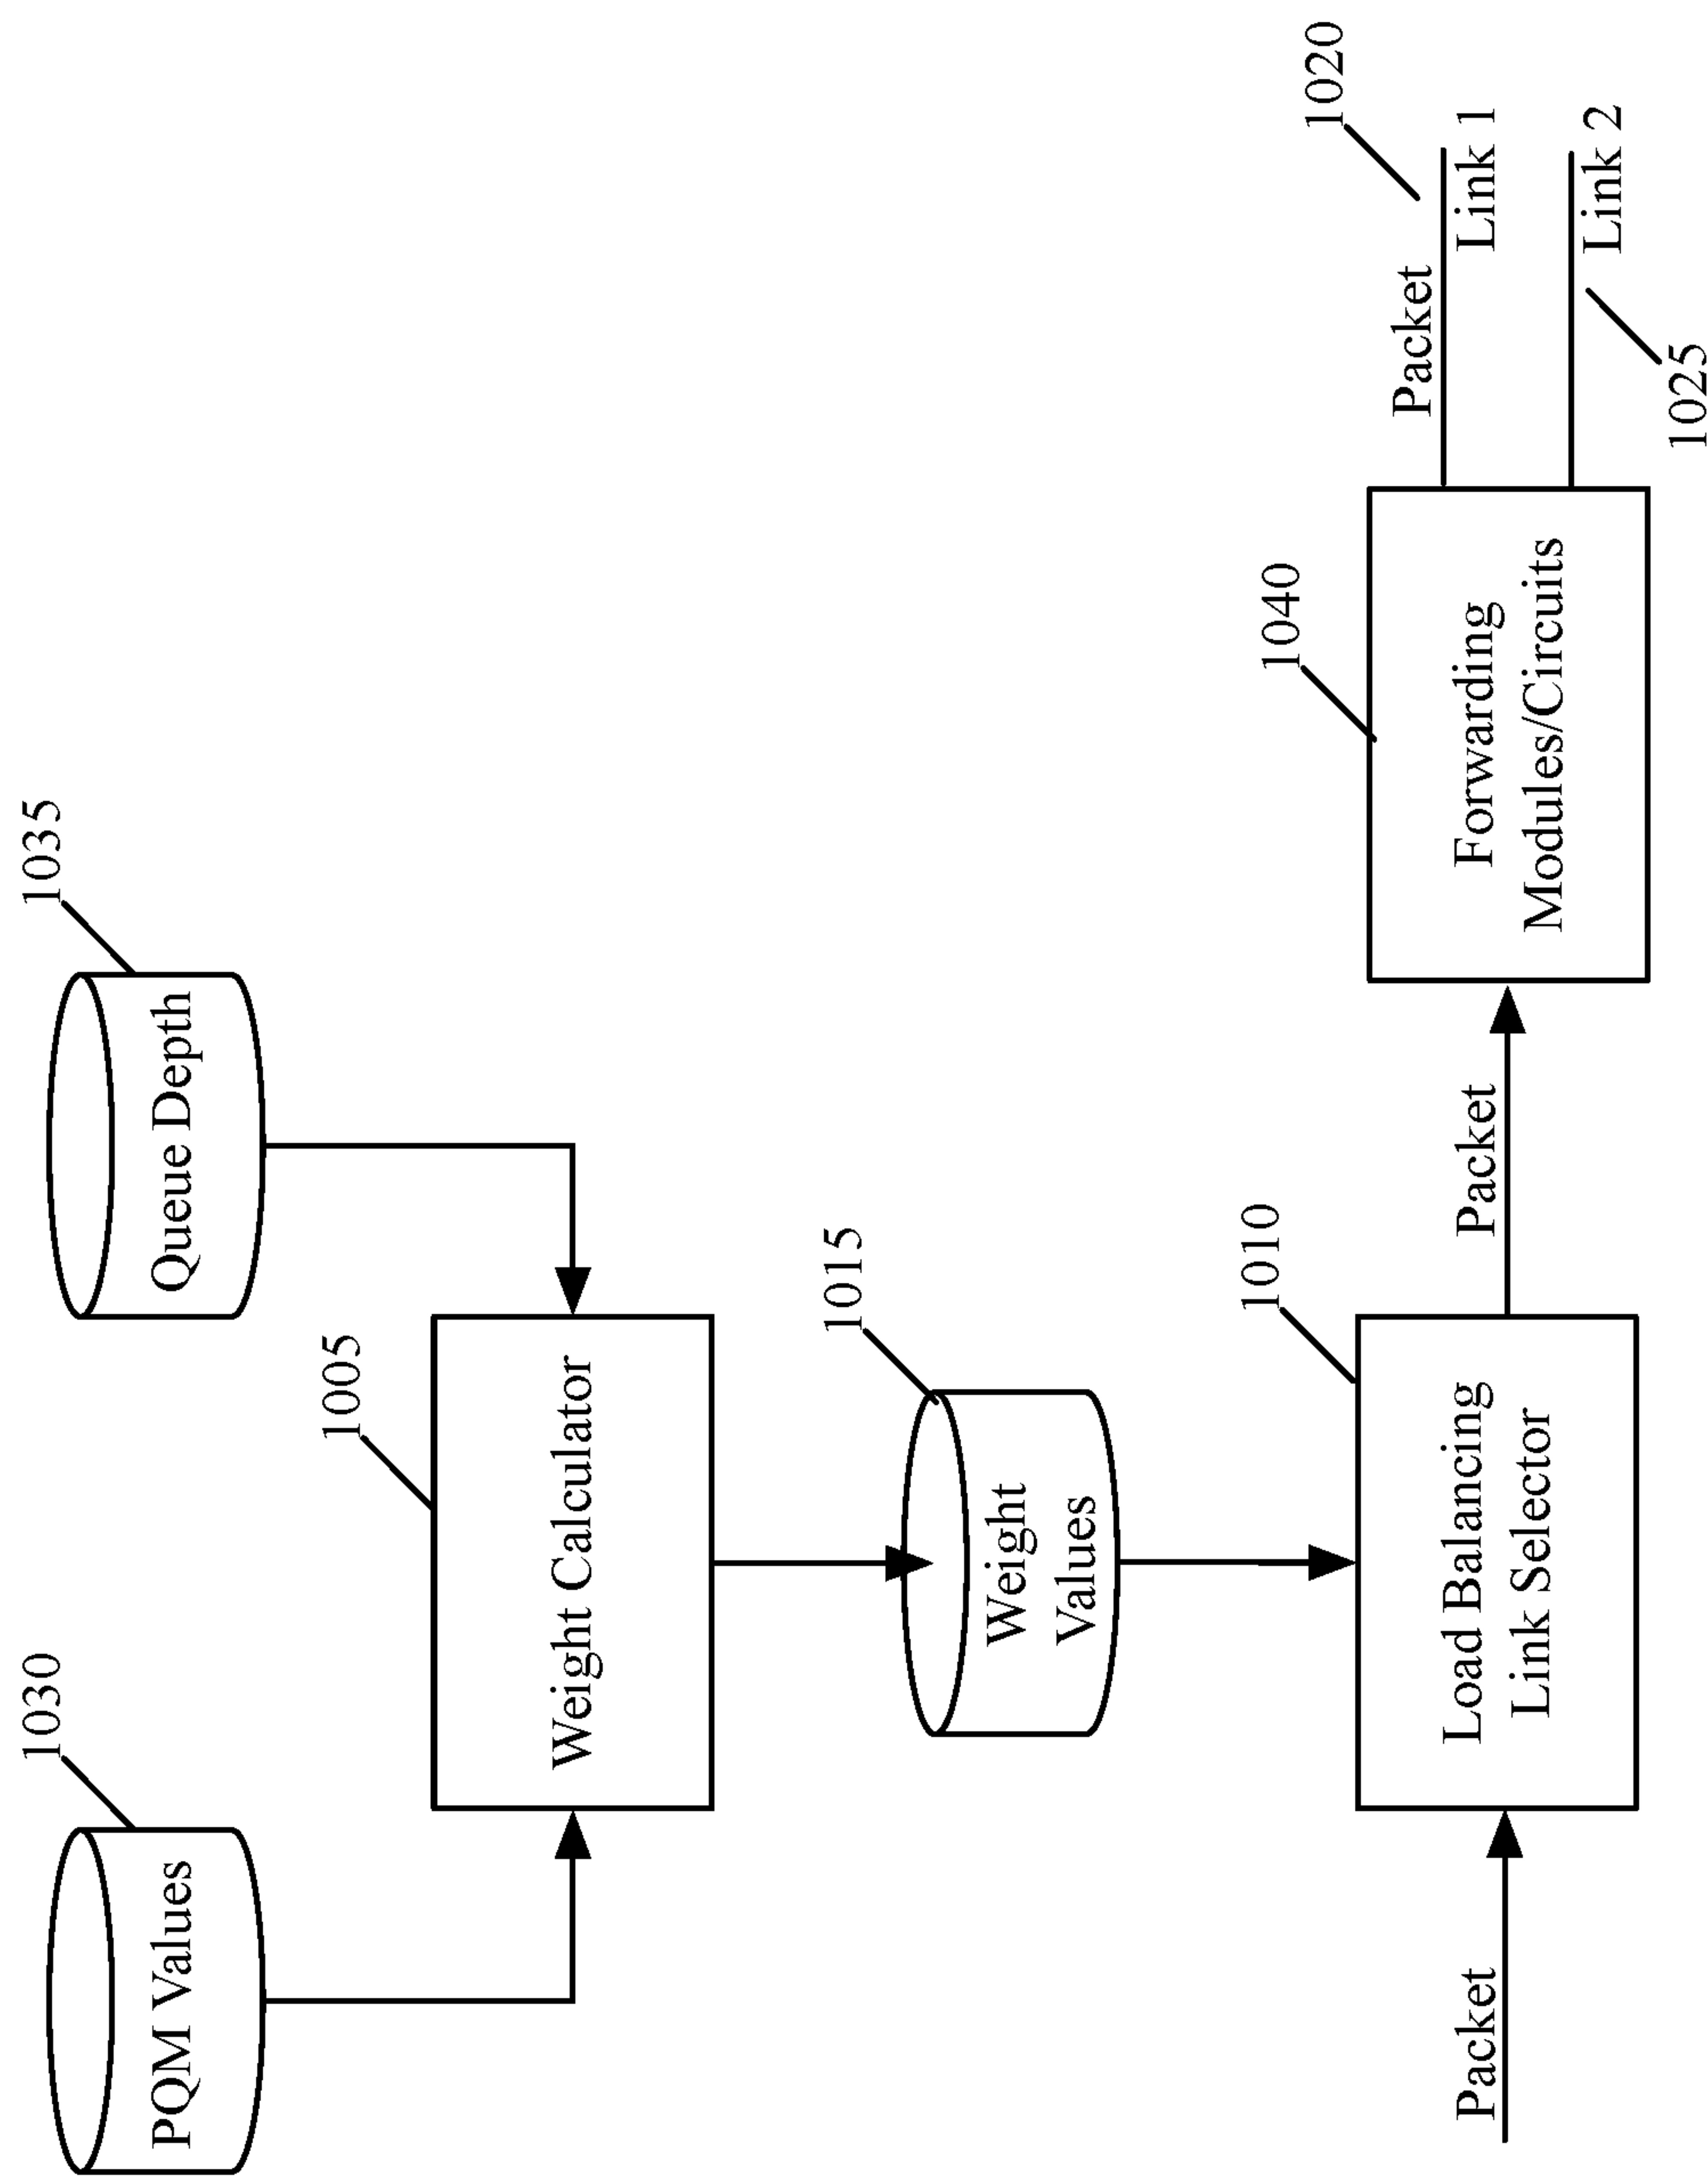 1030
PQM Values
1035
Queue Depth
1005
Weight Calculator
1015
Weight
Values
1010
Load Balancing
Link Selector
Packet
Packet
1040
Forwarding
Modules/Circuits
Packet
1020
Link 1
Link 2
1025